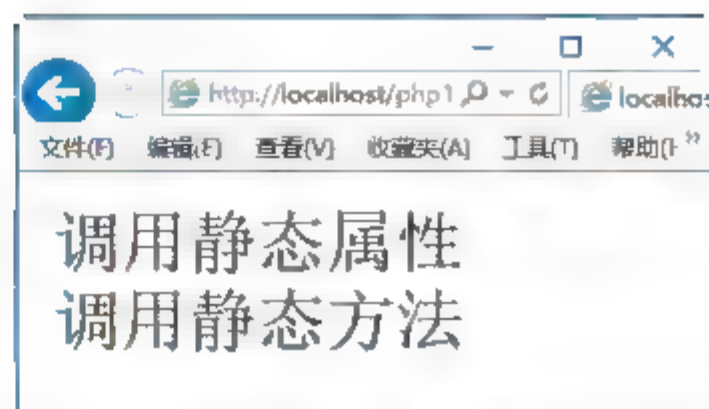 http://localhost/php1
localhos
文件(F) 编辑(E) 查看(V) 收藏夹(A) 工具(T) 帮助(H
调用静态属性
调用静态方法